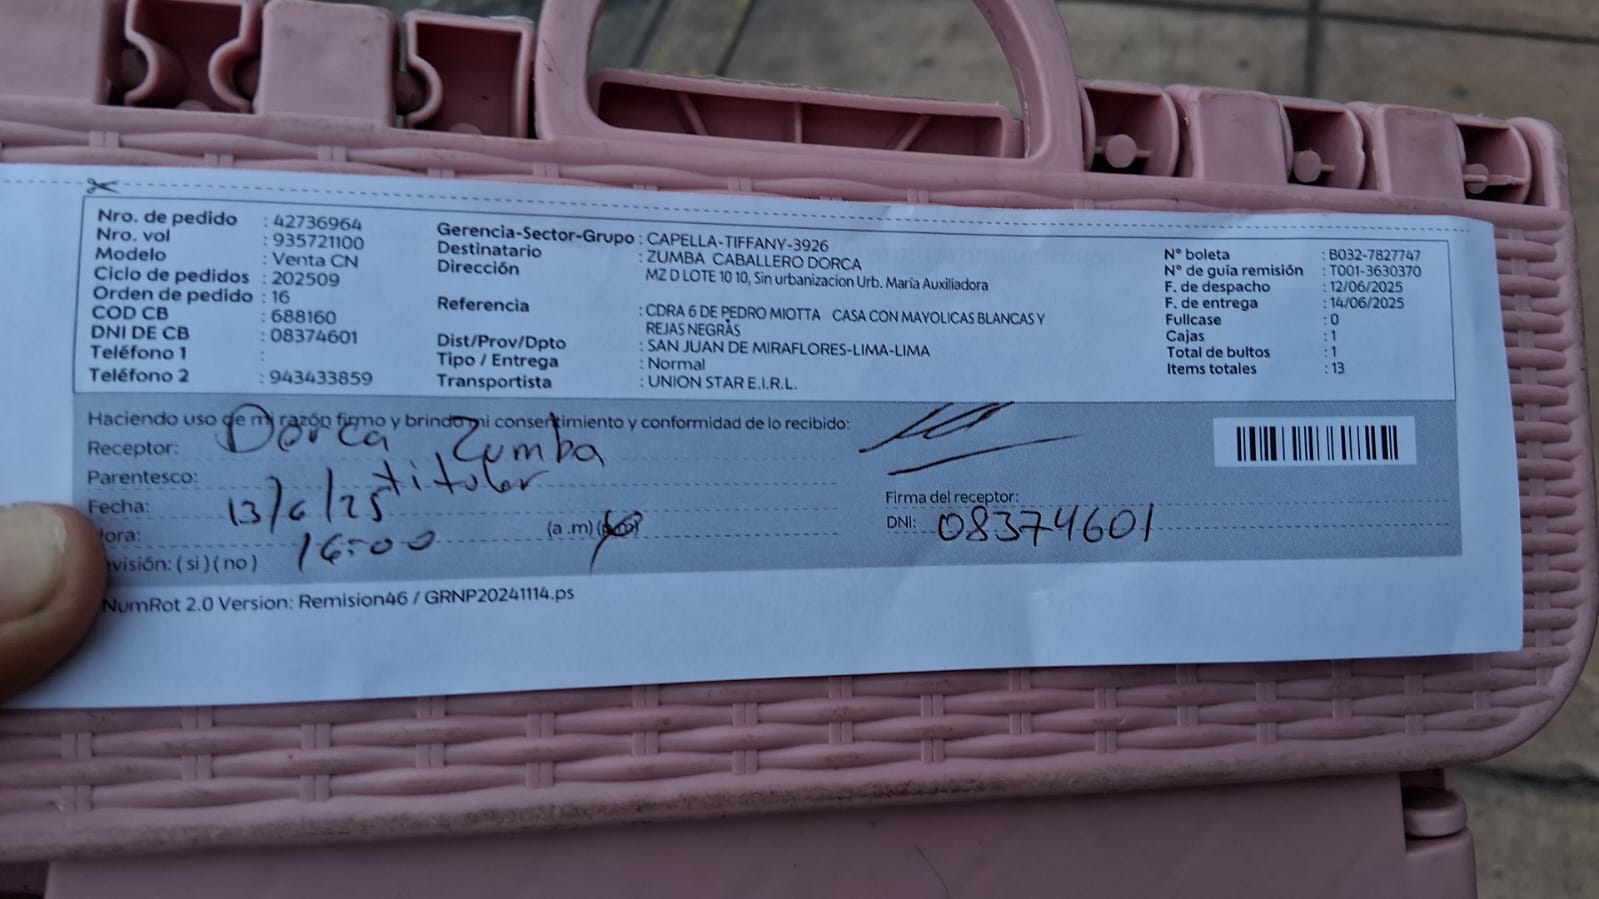 Nro. de pedido : 42736964
Nro. vol : 935721100
Modelo : Venta CN
Ciclo de pedidos : 202509
Orden de pedido : 16
COD CB : 688160
DNI DE CB : 08374601
Teléfono 1 :
Teléfono 2 : 943433859
Gerencia-Sector-Grupo : CAPELLA-TIFFANY-3926
Destinatario : ZUMBA CABALLERO DORCA
Dirección MZ D LOTE 10 10, Sin urbanizacion Urb. María Auxiliadora
Referencia : CDRA 6 DE PEDRO MIOTTA CASA CON MAYOLICAS BLANCAS Y
REJAS NEGRAS
Dist/Prov/Dpto : SAN JUAN DE MIRAFLORES-LIMA-LIMA
Tipo / Entrega : Normal
Transportista : UNION STAR E.I.R.L.
N° boleta : B032-7827747
N° de guía remisión : T001-3630370
F. de despacho : 12/06/2025
F. de entrega : 14/06/2025
Fullcase : 0
Cajas : 1
Total de bultos : 1
Items totales : 13
Haciendo uso de mi razón firmo y brindo mi consentimiento y conformidad de lo recibido:
Receptor: Dorca Zumba
Parentesco: titular
Fecha: 13/6/25
lora: 16:00 (a.m)
visión: ( si ) ( no )
Firma del receptor:
DNI: 08374601
NumRot 2.0 Version: Remision46 / GRNP20241114.ps